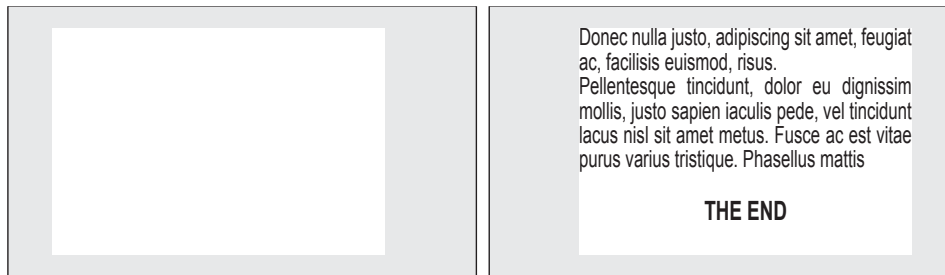 Donec nulla justo, adipiscing sit amet, feugiat
ac, facilisis euismod, risus.
Pellentesque tincidunt, dolor eu dignissim
mollis, justo sapien iaculis pede, vel tincidunt
lacus nisl sit amet metus. Fusce ac est vitae
purus varius tristique. Phasellus mattis
THE END